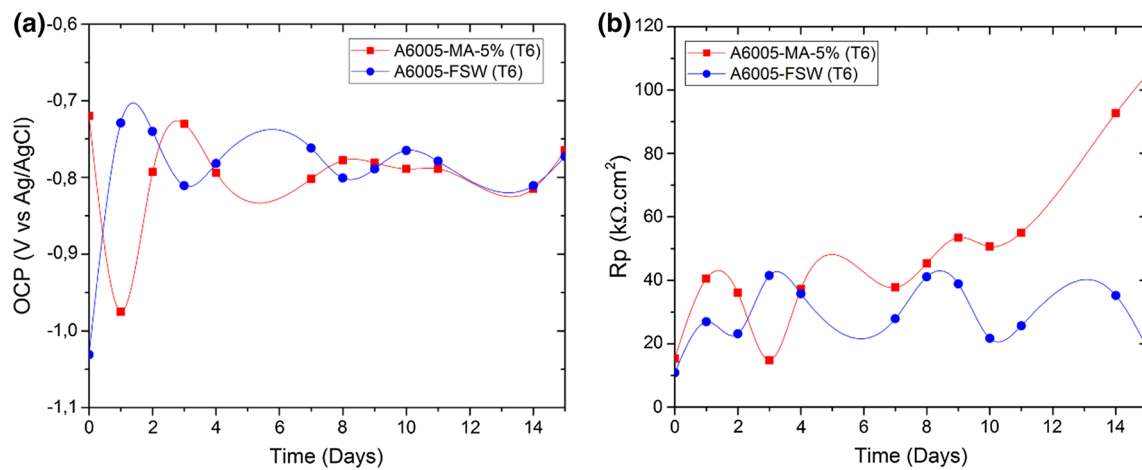 (a)
-0,6
-0,7
-0,8
-0,9
-1,0
-1,1
OCP (V vs Ag/AgCl)
A6005-MA-5% (T6)
A6005-FSW (T6)
0 2 4 6 8 10 12 14
Time (Days)
(b)
120
100
80
60
40
20
0
Rp (kΩ.cm²)
A6005-MA-5% (T6)
A6005-FSW (T6)
0 2 4 6 8 10 12 14
Time (Days)